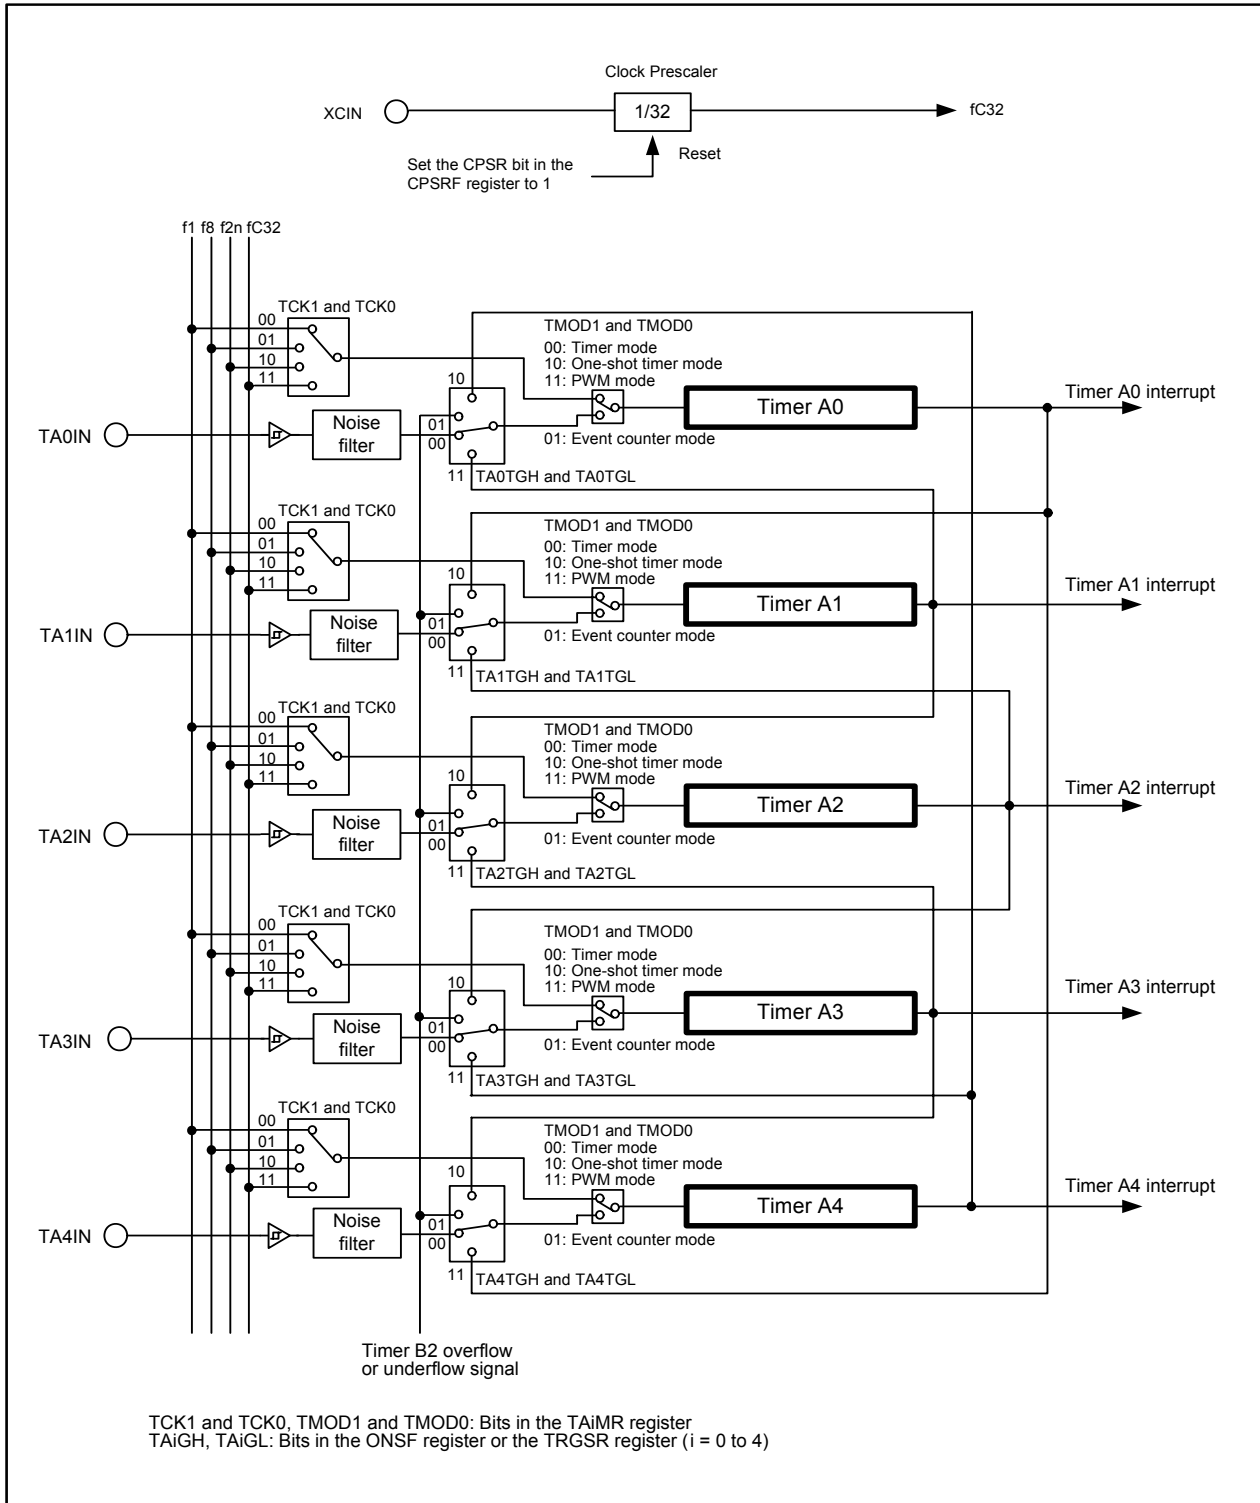 Clock Prescaler
XCIN
1/32
fC32
Set the CPSR bit in the
CPSRF register to 1
Reset
f1 f8 f2n fC32
TCK1 and TCK0
00
01
10
11
TA0IN
Noise
filter
10
01
00
11
TA0TGH and TA0TGL
TMOD1 and TMOD0
00: Timer mode
10: One-shot timer mode
11: PWM mode
01: Event counter mode
Timer A0
Timer A0 interrupt
TCK1 and TCK0
00
01
10
11
TA1IN
Noise
filter
10
01
00
11
TA1TGH and TA1TGL
TMOD1 and TMOD0
00: Timer mode
10: One-shot timer mode
11: PWM mode
01: Event counter mode
Timer A1
Timer A1 interrupt
TCK1 and TCK0
00
01
10
11
TA2IN
Noise
filter
10
01
00
11
TA2TGH and TA2TGL
TMOD1 and TMOD0
00: Timer mode
10: One-shot timer mode
11: PWM mode
01: Event counter mode
Timer A2
Timer A2 interrupt
TCK1 and TCK0
00
01
10
11
TA3IN
Noise
filter
10
01
00
11
TA3TGH and TA3TGL
TMOD1 and TMOD0
00: Timer mode
10: One-shot timer mode
11: PWM mode
01: Event counter mode
Timer A3
Timer A3 interrupt
TCK1 and TCK0
00
01
10
11
TA4IN
Noise
filter
10
01
00
11
TA4TGH and TA4TGL
TMOD1 and TMOD0
00: Timer mode
10: One-shot timer mode
11: PWM mode
01: Event counter mode
Timer A4
Timer A4 interrupt
Timer B2 overflow
or underflow signal
TCK1 and TCK0, TMOD1 and TMOD0: Bits in the TAiMR register
TAiGH, TAiGL: Bits in the ONSF register or the TRGSR register (i = 0 to 4)